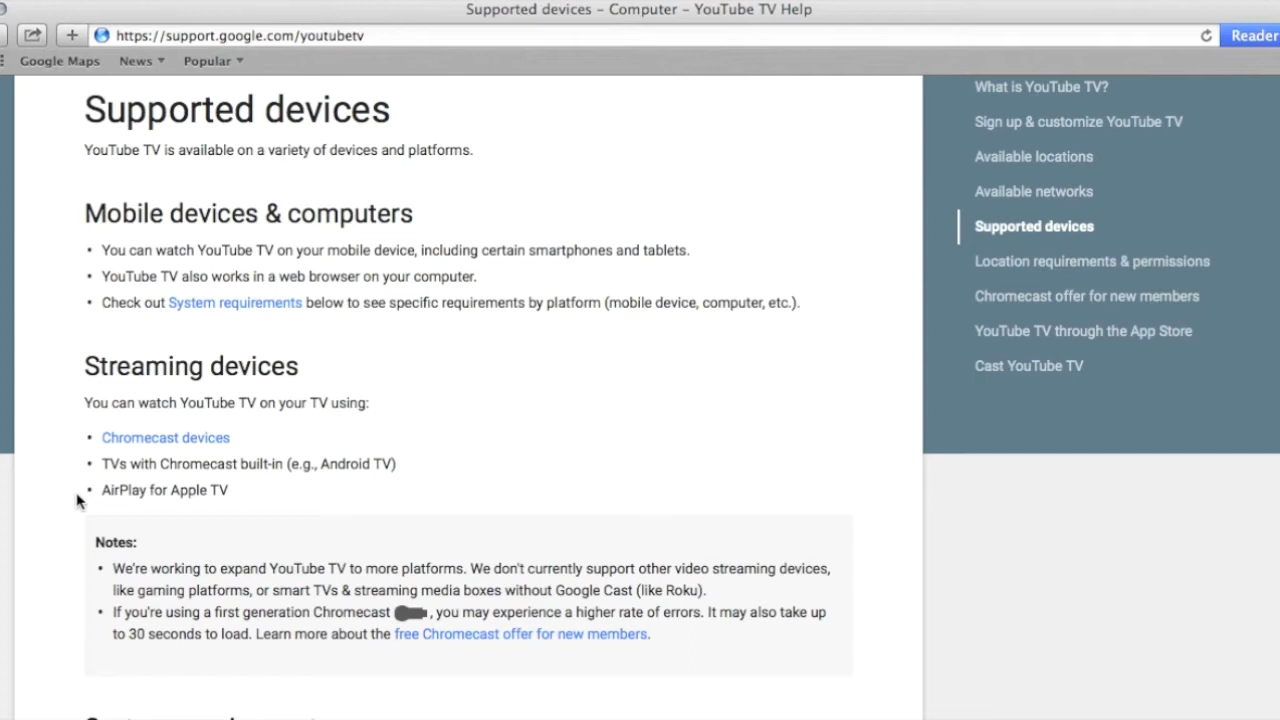 Supported devices – Computer – YouTube TV Help
https://support.google.com/youtubetv
Reader
Google Maps News Popular
Supported devices
YouTube TV is available on a variety of devices and platforms.
Mobile devices & computers
• You can watch YouTube TV on your mobile device, including certain smartphones and tablets.
• YouTube TV also works in a web browser on your computer.
• Check out System requirements below to see specific requirements by platform (mobile device, computer, etc.).
Streaming devices
You can watch YouTube TV on your TV using:
• Chromecast devices
• TVs with Chromecast built-in (e.g., Android TV)
• AirPlay for Apple TV
Notes:
• We're working to expand YouTube TV to more platforms. We don't currently support other video streaming devices,
like gaming platforms, or smart TVs & streaming media boxes without Google Cast (like Roku).
• If you're using a first generation Chromecast , you may experience a higher rate of errors. It may also take up
to 30 seconds to load. Learn more about the free Chromecast offer for new members.
What is YouTube TV?
Sign up & customize YouTube TV
Available locations
Available networks
Supported devices
Location requirements & permissions
Chromecast offer for new members
YouTube TV through the App Store
Cast YouTube TV